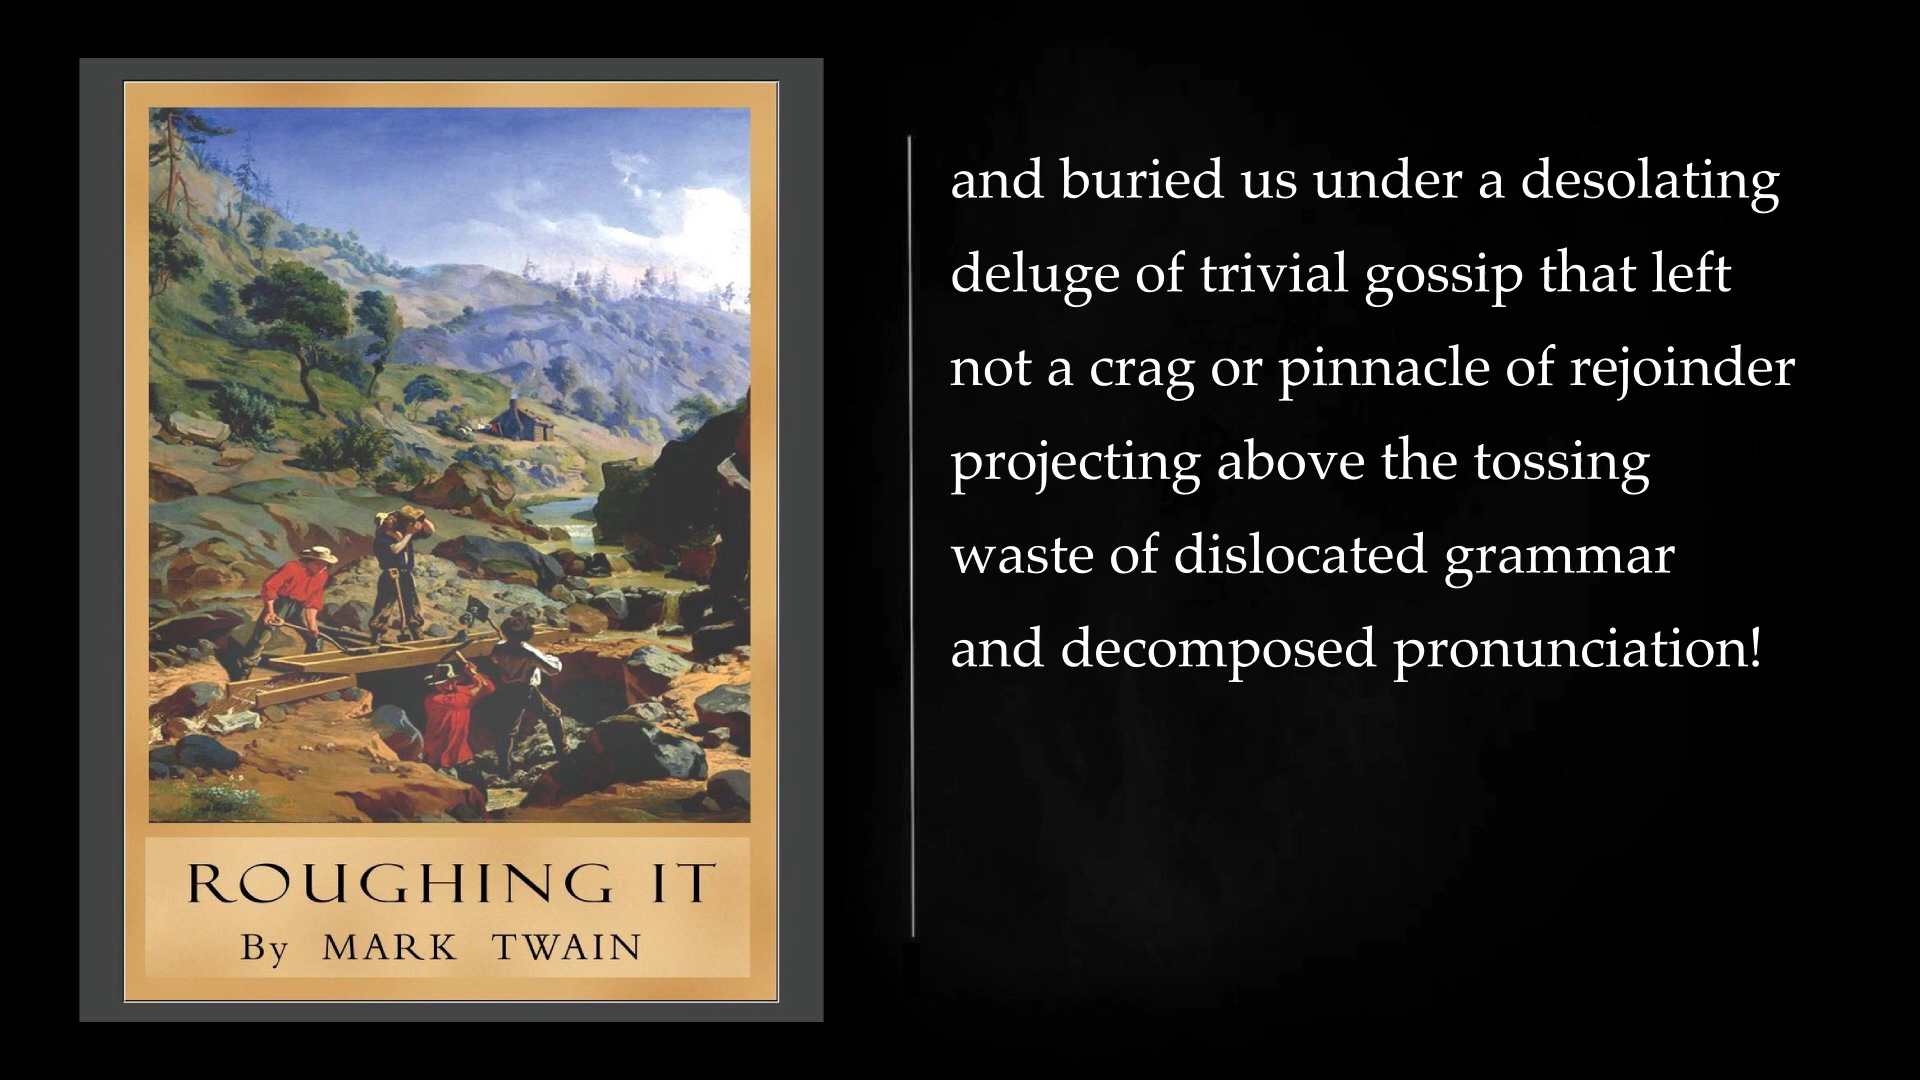 ROUGHING IT
By MARK TWAIN
and buried us under a desolating
deluge of trivial gossip that left
not a crag or pinnacle of rejoinder
projecting above the tossing
waste of dislocated grammar
and decomposed pronunciation!